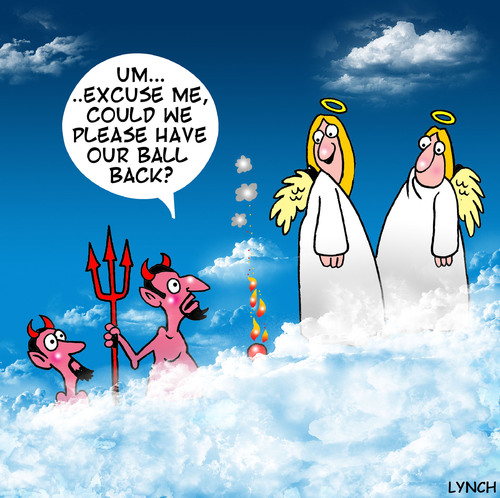 UM...
..EXCUSE ME,
COULD WE
PLEASE HAVE
OUR BALL
BACK?
LYNCH